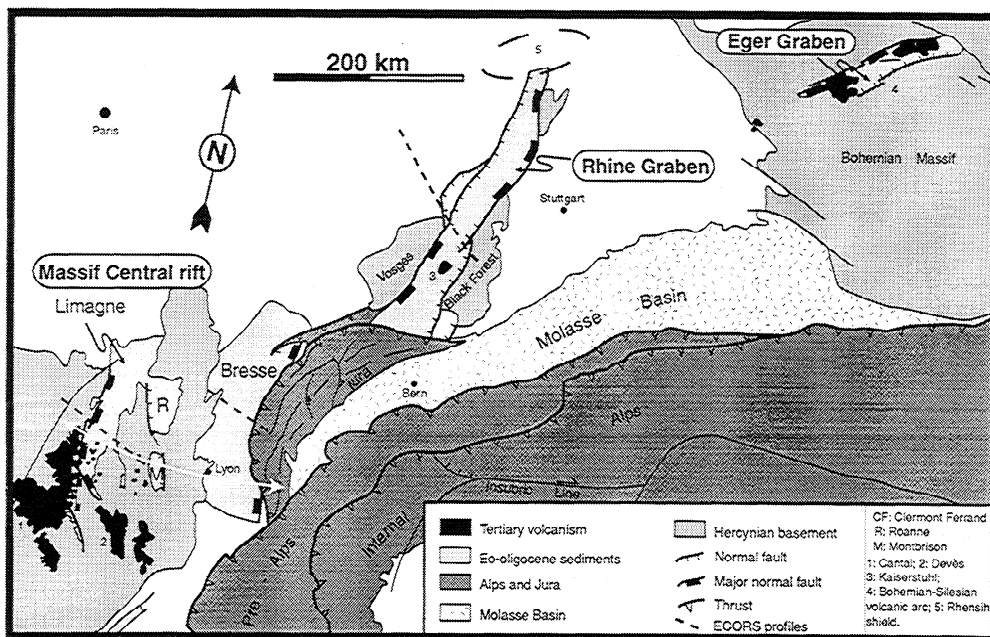 200 km
5
Eger Graben
4
Paris
N
Bohemian Massif
Rhine Graben
Stuttgart
Vosges
3
Black Forest
Massif Central rift
Limagne
Molasse Basin
Bresse
Jura
R
Bern
Alps
M
Lyon
Insubric Line
2
Internal
Pre Alps
Tertiary volcanism
Eo-oligocene sediments
Alps and Jura
Molasse Basin
Hercynian basement
Normal fault
Major normal fault
Thrust
ECORS profiles
CF: Clermont Ferrand
R: Roanne
M: Montbrison
1: Cantal; 2: Devès
3: Kaiserstuhl;
4: Bohemian-Silesian
volcanic arc; 5: Rhensih
shield.